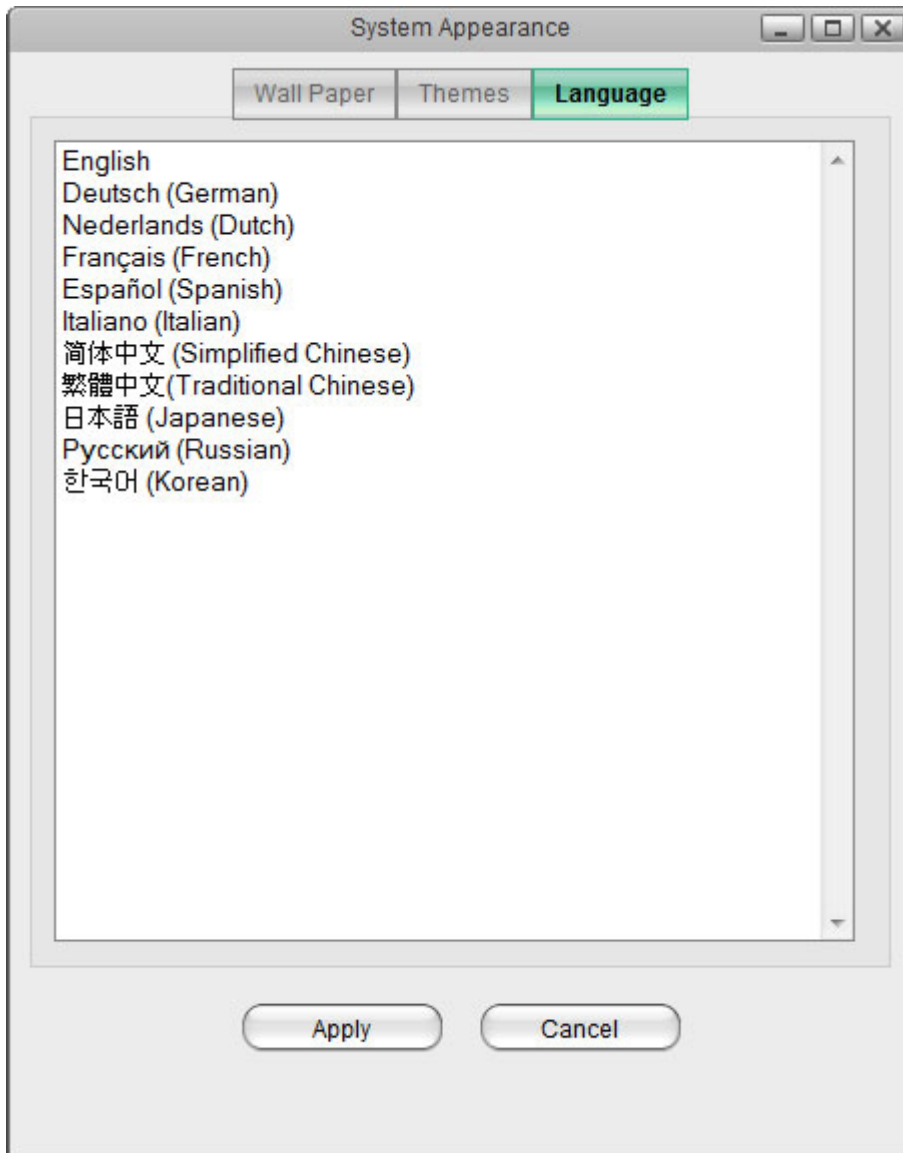 System Appearance
Wall Paper Themes Language
English
Deutsch (German)
Nederlands (Dutch)
Français (French)
Español (Spanish)
Italiano (Italian)
简体中文 (Simplified Chinese)
繁體中文(Traditional Chinese)
日本語 (Japanese)
Русский (Russian)
한국어 (Korean)
Apply Cancel